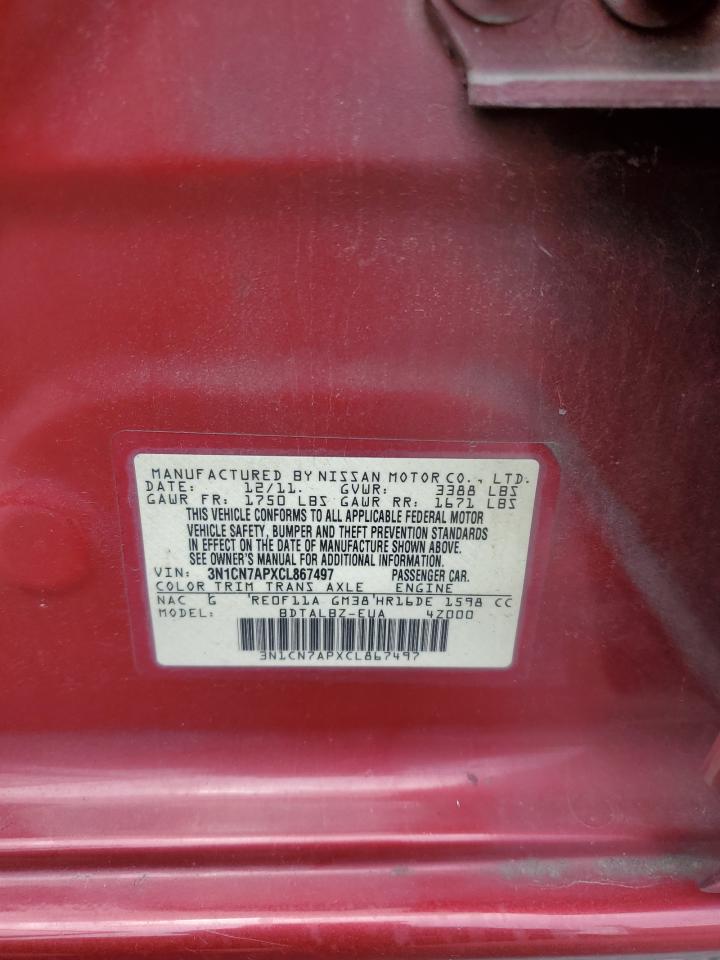 MANUFACTURED BY NISSAN MOTOR CO., LTD.
DATE: 12/11. GVWR: 3388 LBS
GAWR FR: 1750 LBS GAWR RR: 1671 LBS
THIS VEHICLE CONFORMS TO ALL APPLICABLE FEDERAL MOTOR
VEHICLE SAFETY, BUMPER AND THEFT PREVENTION STANDARDS
IN EFFECT ON THE DATE OF MANUFACTURE SHOWN ABOVE.
SEE OWNER'S MANUAL FOR ADDITIONAL INFORMATION.
VIN: 3N1CN7APXCL867497 PASSENGER CAR.
COLOR TRIM TRANS AXLE ENGINE
NAC G RE0F11A GM38 HR16DE 1598 CC
MODEL: BDTALBZ-EUA 4Z000
3N1CN7APXCL867497